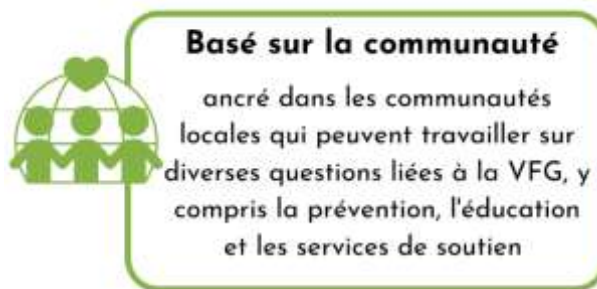 Basé sur la communauté
ancré dans les communautés
locales qui peuvent travailler sur
diverses questions liées à la VFG, y
compris la prévention, l'éducation
et les services de soutien